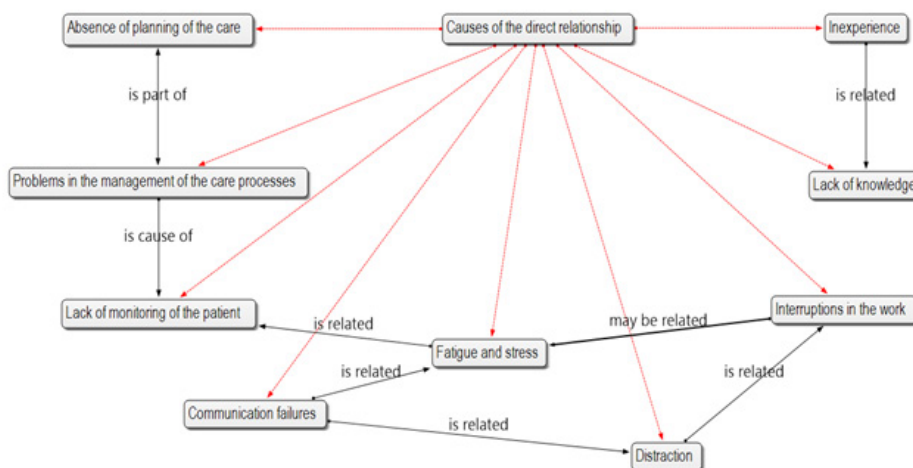 Absence of planning of the care
Causes of the direct relationship
Inexperience
is part of
is related
Problems in the management of the care processes
Lack of knowledge
is cause of
Lack of monitoring of the patient
is related
may be related
Interruptions in the work
Fatigue and stress
is related
is related
Communication failures
is related
Distraction